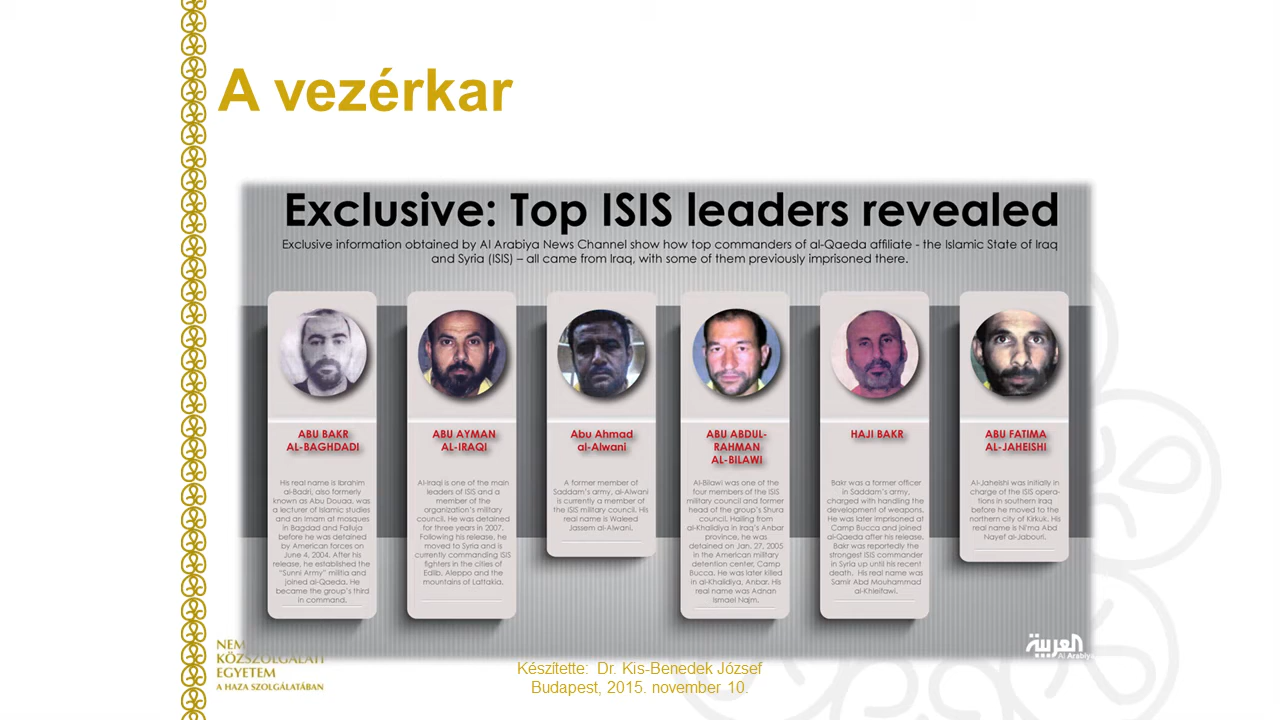 A vezérkar
Exclusive: Top ISIS leaders revealed
Exclusive information obtained by Al Arabiya News Channel show how top commanders of al-Qaeda affiliate - the Islamic State of Iraq
and Syria (ISIS) – all came from Iraq, with some of them previously imprisoned there.
ABU BAKR
AL-BAGHDADI
His real name is Ibrahim
al-Badri, also formerly
known as Abu Douaa, was
a lecturer of Islamic studies
and an Imam at mosques
in Bagdad and Falluja
before he was detained
by American forces on
June 4, 2004. After his
release, he established the
“Sunni Army” militia and
joined al-Qaeda. He
became the group's third
in command.
ABU AYMAN
AL-IRAQI
Al-Iraqi is one of the main
leaders of ISIS and a
member of the
organization's military
council. He was detained
for three years in 2007.
Following his release, he
moved to Syria and is
currently commanding ISIS
fighters in the cities of
Edlib, Aleppo and the
mountains of Lattakia.
Abu Ahmad
al-Alwani
A former member of
Saddam's army, al-Alwani
is currently a member of
the ISIS military council. His
real name is Waleed
Jassem al-Alwani.
ABU ABDUL-
RAHMAN
AL-BILAWI
Al-Bilawi was one of the
four members of the ISIS
military council and former
head of the group's Shura
council. Hailing from
al-Khalidiya in Iraq's Anbar
province, he was
detained on Jan. 27, 2005
in the American military
detention center, Camp
Bucca. He was later killed
in al-Khalidiya, Anbar. His
real name was Adnan
Ismael Najm.
HAJI BAKR
Bakr was a former officer
in Saddam's army,
charged with handling the
development of weapons.
He was later imprisoned at
Camp Bucca and joined
al-Qaeda after his release.
Bakr was reportedly the
strongest ISIS commander
in Syria up until his recent
death. His real name was
Samir Abd Mouhammad
al-Khleifawi.
ABU FATIMA
AL-JAHEISHI
Al-Jaheishi was initially in
charge of the ISIS opera-
tions in southern Iraq
before he moved to the
northern city of Kirkuk. His
real name is Ni'ma Abd
Nayef al-Jabouri.
العربية
Al Arabiya
NEMZETI
KÖZSZOLGÁLATI
EGYETEM
A HAZA SZOLGÁLATÁBAN
Készítette: Dr. Kis-Benedek József
Budapest, 2015. november 10.